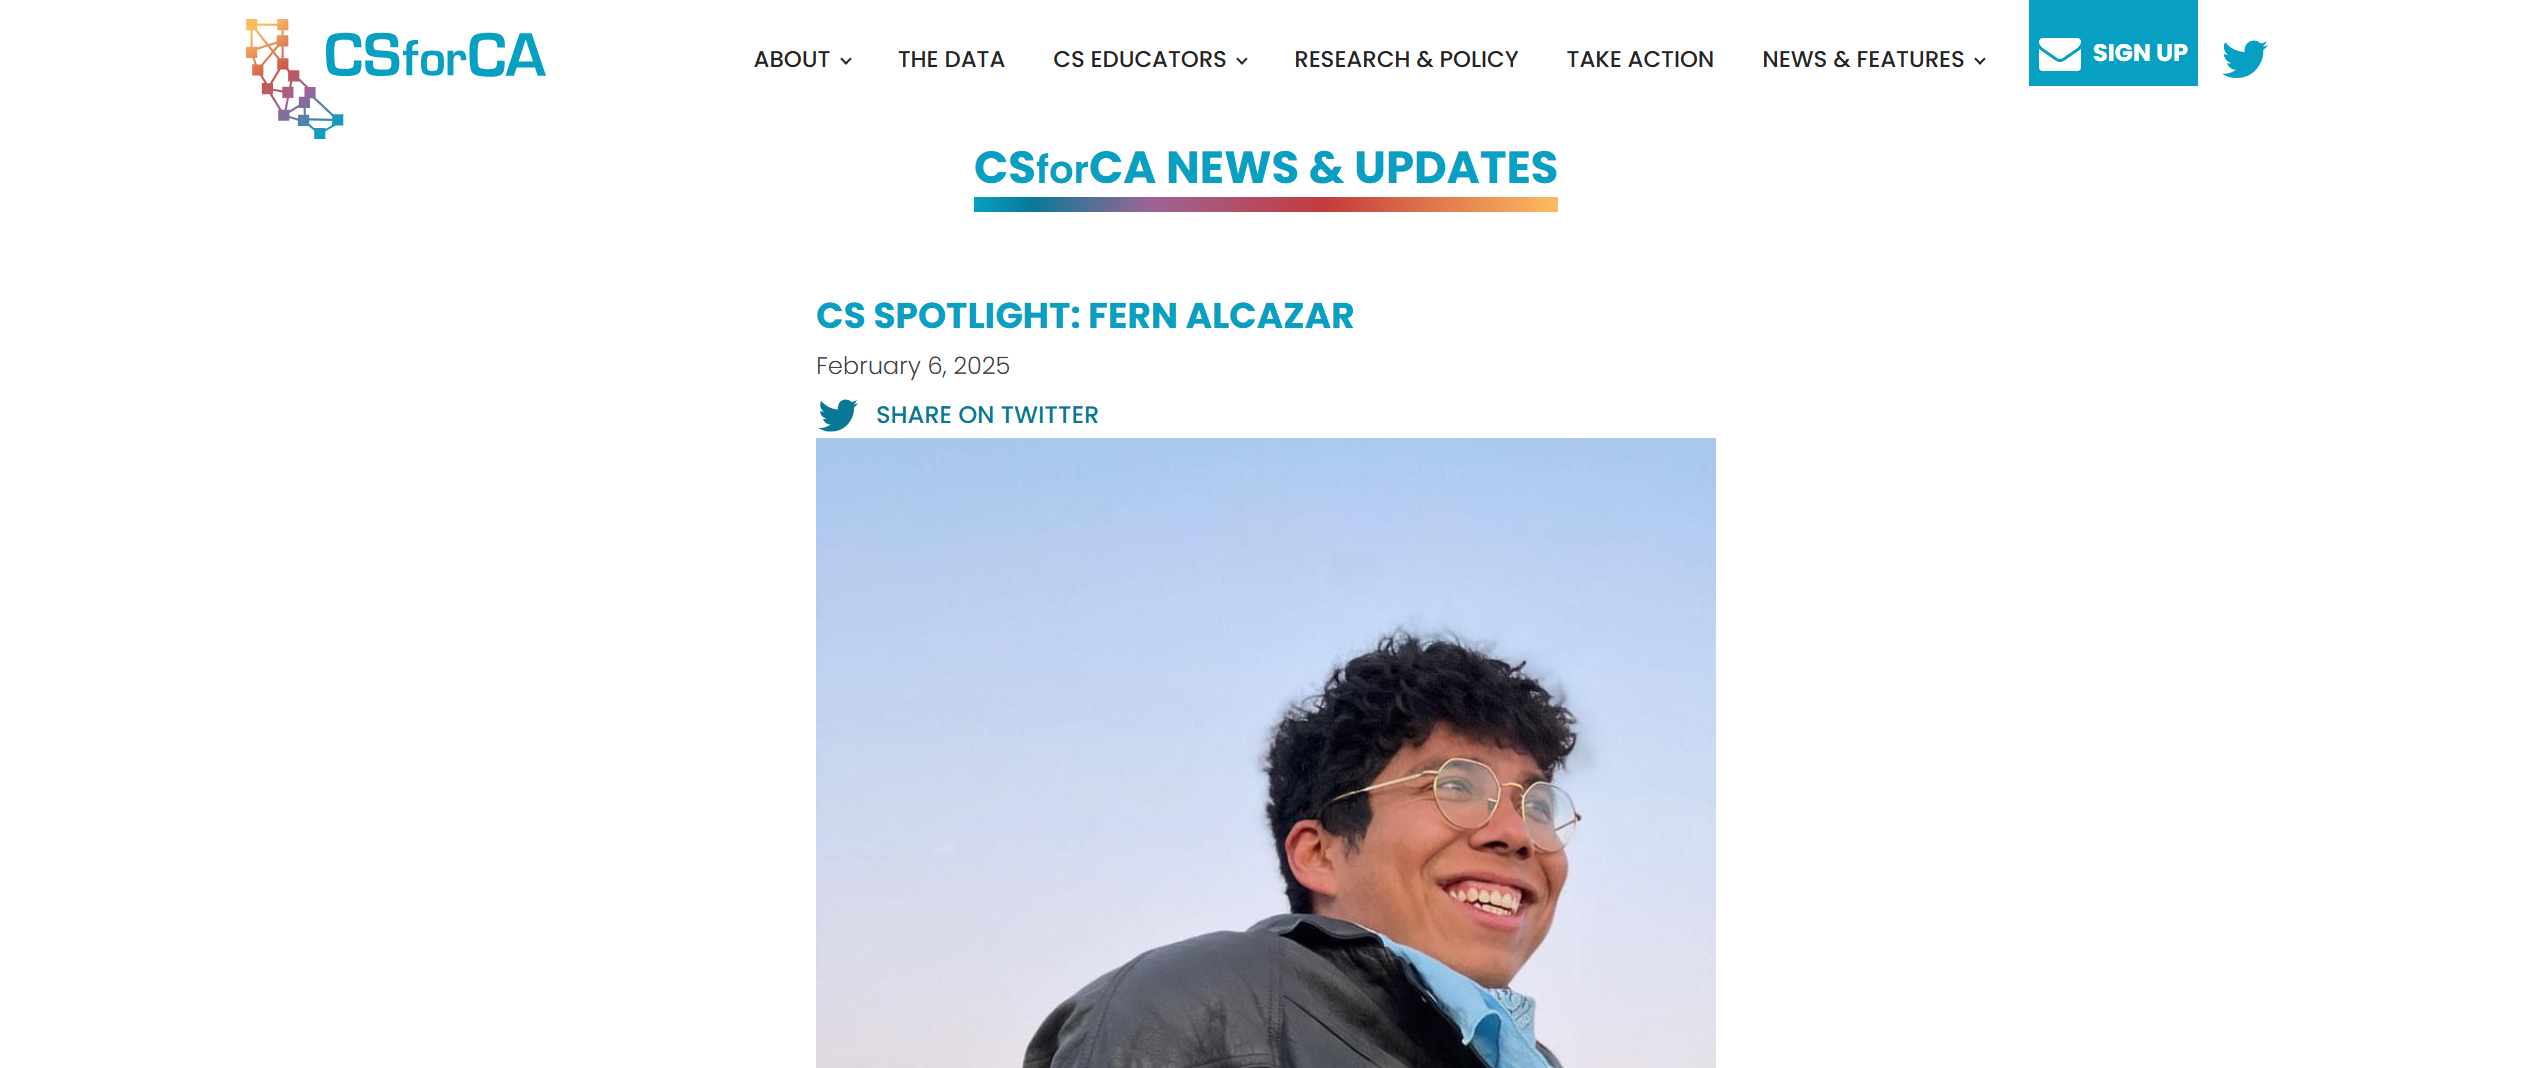 CSforCA
ABOUT
THE DATA
CS EDUCATORS
RESEARCH & POLICY
TAKE ACTION
NEWS & FEATURES
SIGN UP
CSforCA NEWS & UPDATES
CS SPOTLIGHT: FERN ALCAZAR
February 6, 2025
SHARE ON TWITTER